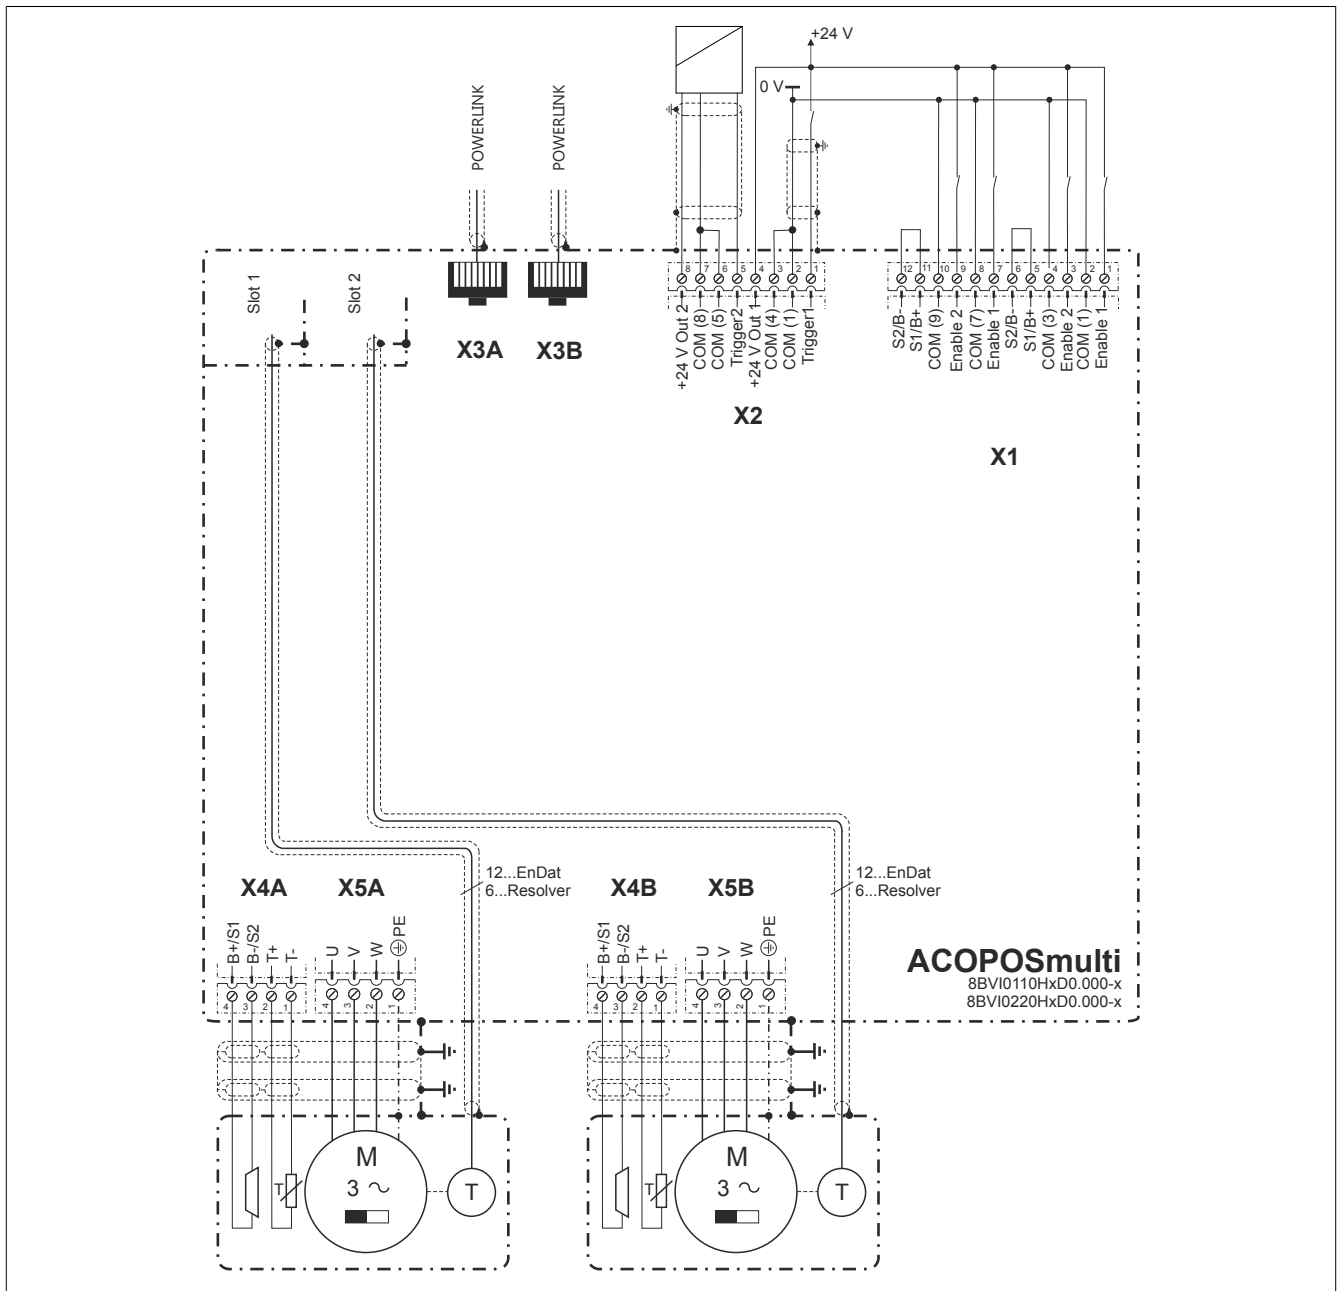 +24 V
0 V
POWERLINK
POWERLINK
Slot 1
Slot 2
X3A
X3B
8 7 6 5 4 3 2 1
+24 V Out 2
COM (8)
COM (5)
Trigger2
+24 V Out 1
COM (4)
COM (1)
Trigger1
X2
12 11 10 9 8 7 6 5 4 3 2 1
S2/B-
S1/B+
COM (9)
Enable 2
COM (7)
Enable 1
S2/B-
S1/B+
COM (3)
Enable 2
COM (1)
Enable 1
X1
X4A
X5A
12...EnDat
6...Resolver
X4B
X5B
12...EnDat
6...Resolver
B+/S1
B-/S2
T+
T-
U
V
W
PE
4 3 2 1
4 3 2 1
B+/S1
B-/S2
T+
T-
U
V
W
PE
4 3 2 1
4 3 2 1
ACOPOSmulti
8BVI0110HxD0.000-x
8BVI0220HxD0.000-x
T
M
3 ~
T
T
M
3 ~
T